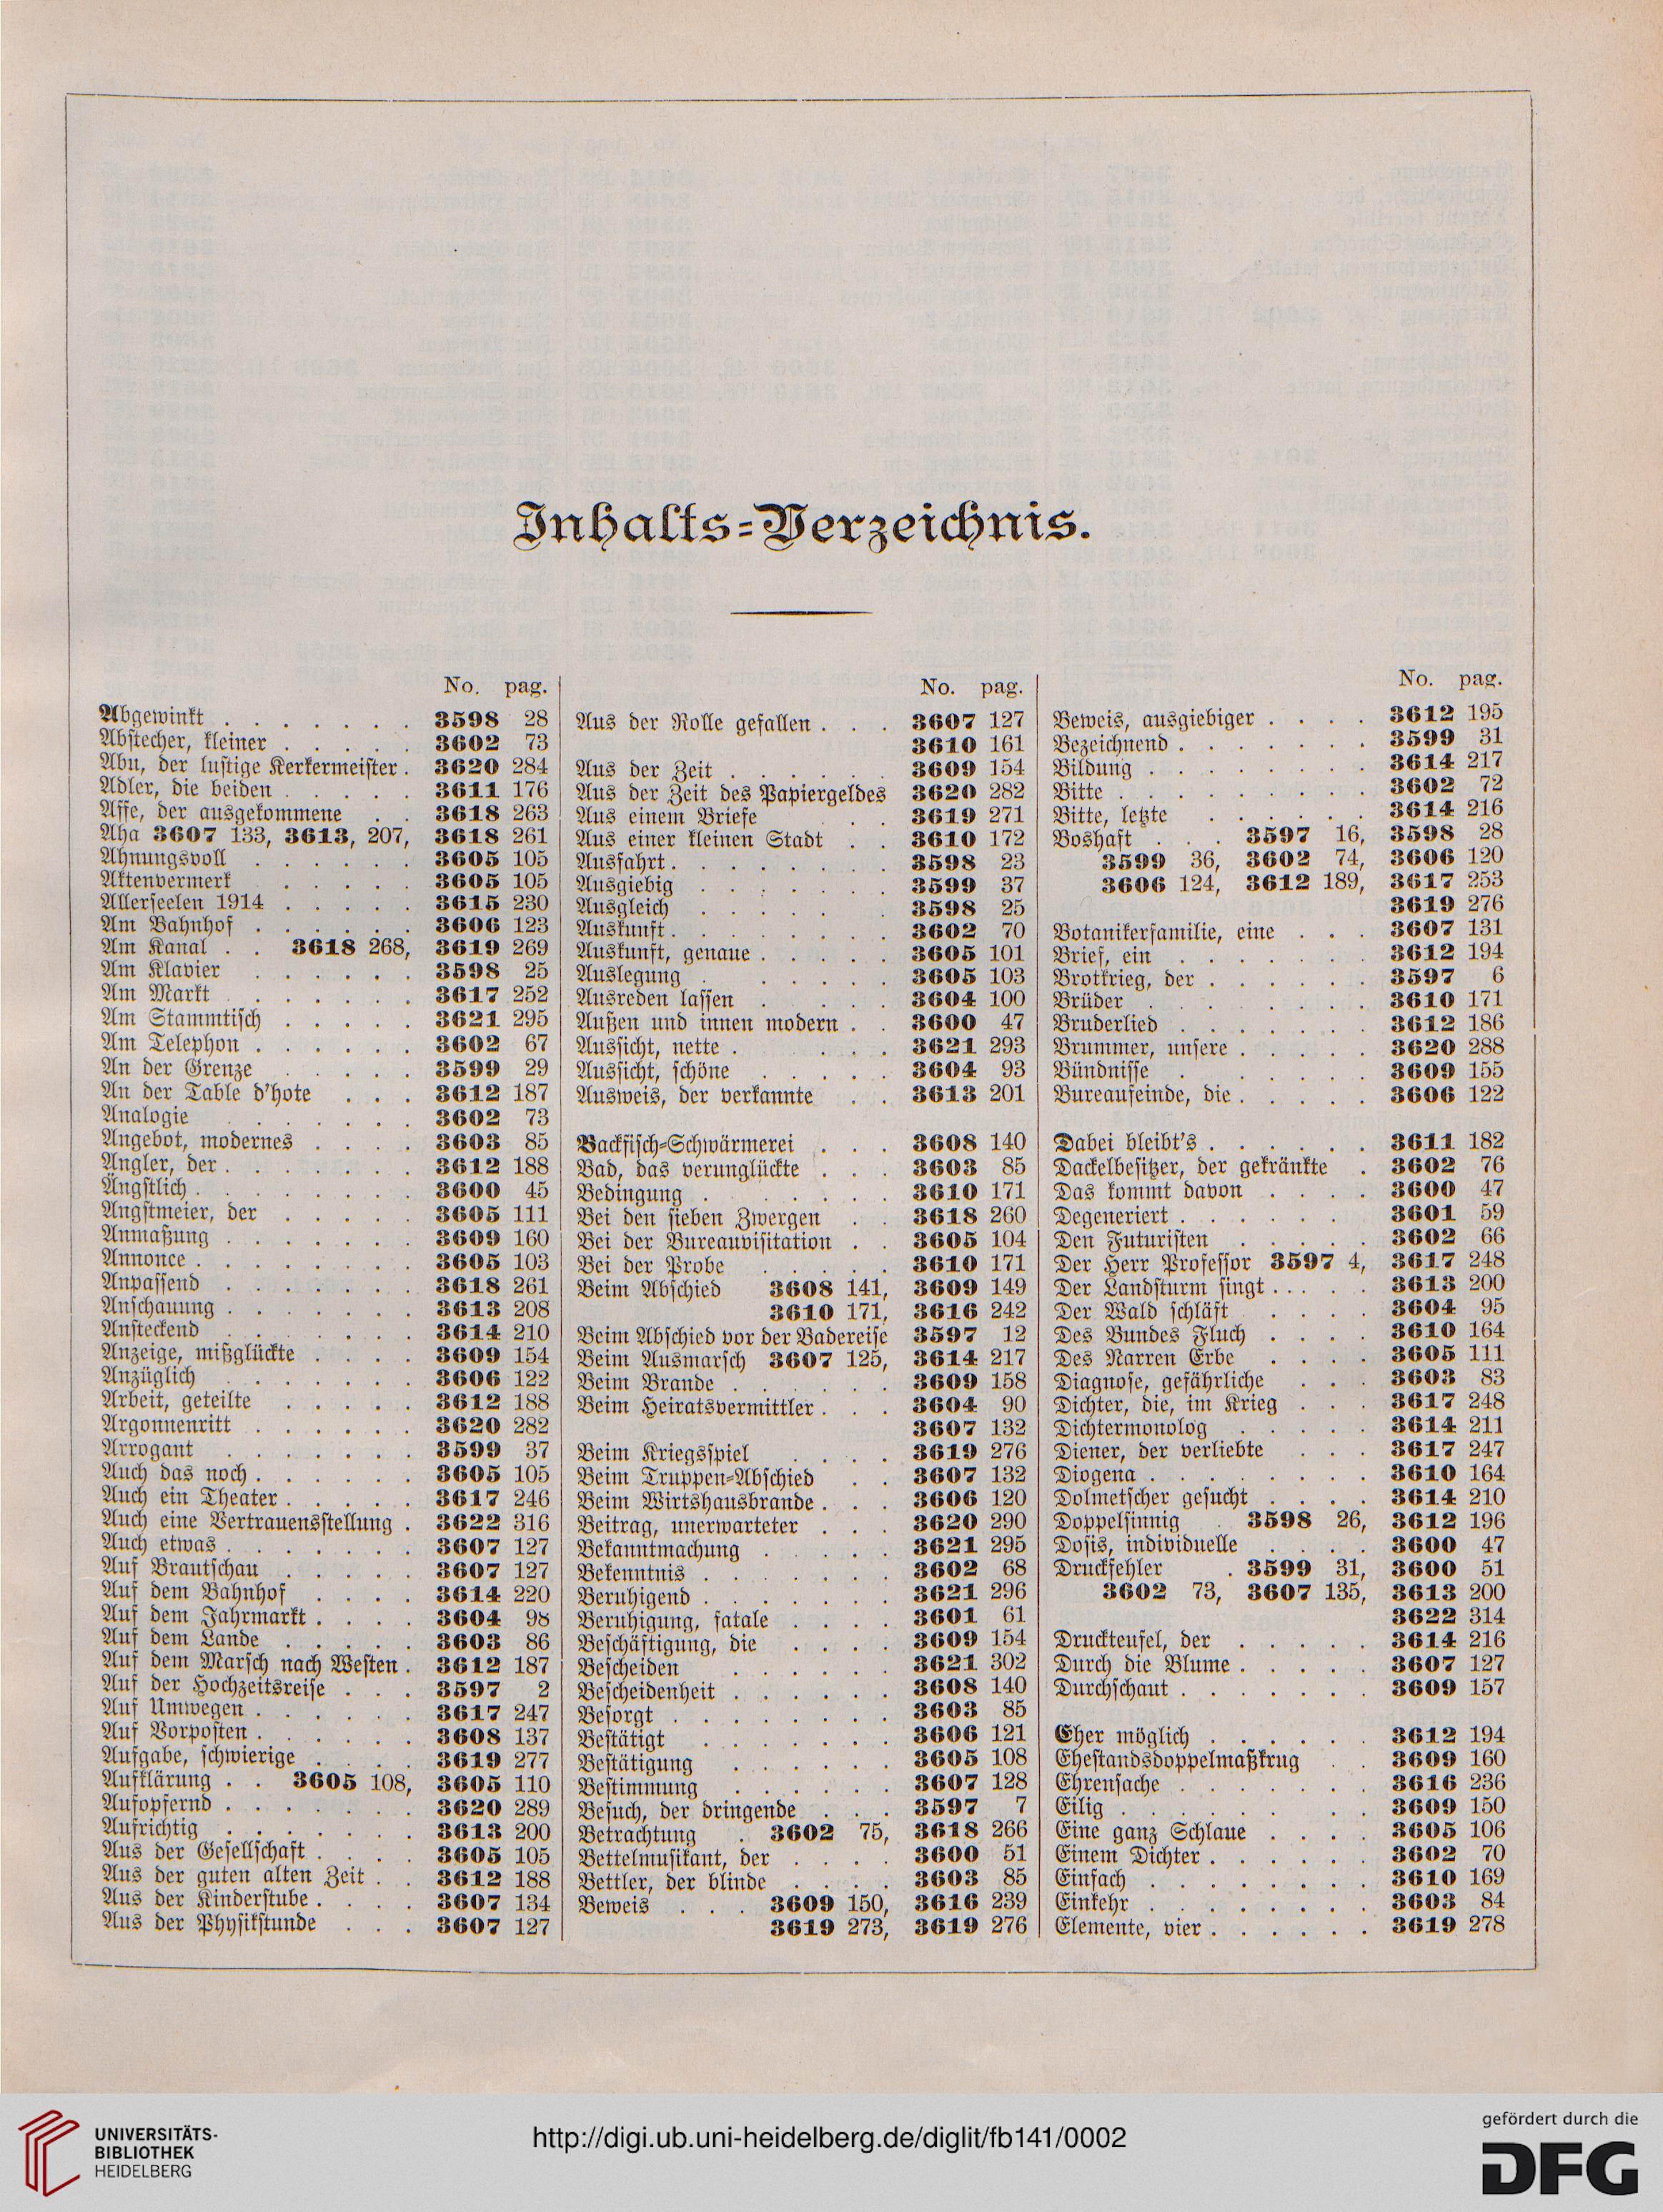 Inhalts=Verzeichnis.
No. pag.
Abgewinkt . . . . . . . 3598 28
Abstecher, kleiner . . . . . 3602 73
Abu, der lustige Kerkermeister . 3620 284
Adler, die beiden . . . . . 3611 176
Affe, der ausgekommene . . 3618 263
Aha 3607 133, 3613, 207, 3618 261
Ahnungsvoll . . . . . . 3605 105
Aktenvermerk . . . . . 3605 105
Allerseelen 1914 . . . . . 3615 230
Am Bahnhof . . . . . . 3606 123
Am Kanal . . 3618 268, 3619 269
Am Klavier . . . . . . 3598 25
Am Markt . . . . . . 3617 252
Am Stammtisch . . . . . 3621 295
Am Telephon . . . . . . 3602 67
An der Grenze . . . . . 3599 29
An der Table d'hote . . . 3612 187
Analogie . . . . . . . 3602 73
Angebot, modernes . . . . 3603 85
Angler, der . . . . . . . 3612 188
Ängstlich . . . . . . . . 3600 45
Angstmeier, der . . . . . 3605 111
Anmaßung . . . . . . . 3609 160
Annonce . . . . . . . . 3605 103
Anpassend . . . . . . . 3618 261
Anschauung . . . . . . . 3613 208
Ansteckend . . . . . . . 3614 210
Anzeige, mißglückte . . . . 3609 154
Anzüglich . . . . . . . 3606 122
Arbeit, geteilte . . . . . 3612 188
Argonnenritt . . . . . . 3620 282
Arrogant . . . . . . . 3599 37
Auch das noch . . . . . . 3605 105
Auch ein Theater . . . . . 3617 246
Auch eine Vertrauensstellung . 3622 316
Auch etwas . . . . . . . 3607 127
Auf Brautschau . . . . . 3607 127
Auf dem Bahnhof . . . . 3614 220
Auf dem Jahrmarkt . . . . 3604 98
Auf dem Lande . . . . . 3603 86
Auf dem Marsch nach Westen . 3612 187
Auf der Hochzeitsreise . . . 3597 2
Auf Umwegen . . . . . . 3617 247
Auf Vorposten . . . . . . 3608 137
Aufgabe, schwierige . . . . 3619 277
Aufklärung . . 3605 108, 3605 110
Aufopfernd . . . . . . . 3620 289
Aufrichtig . . . . . . . 3613 200
Aus der Gesellschaft . . . . 3605 105
Aus der guten alten Zeit . . 3612 188
Aus der Kinderstube . . . . 3607 134
Aus der Physikstunde . . . 3607 127
No. pag.
Aus der Rolle gefallen . . . 3607 127
3610 161
Aus der Zeit . . . . . . 3609 154
Aus der Zeit des Papiergeldes 3620 282
Aus einem Briefe . . . 3619 271
Aus einer kleinen Stadt . . 3610 172
Ausfahrt . . . . . . . . 3598 23
Ausgiebig . . . . . . . 3599 37
Ausgleich . . . . . . 3598 25
Auskunft . . . . . . . . 3602 70
Auskunft, genaue . . . . . 3605 101
Auslegung . . . . . . 3605 103
Ausreden lassen . . . . . 3604 100
Außen und innen modern . . 3600 47
Aussicht, nette . . . . . . 3621 293
Aussicht, schöne . . . . . 3604 93
Ausweis, der verkannte . . 3613 201
Backfisch=Schwärmerei . . . 3608 140
Bad, das verunglückte . . . 3603 85
Bedingung . . . . . . . 3610 171
Bei den sieben Zwergen . . 3618 260
Bei der Bureauvisitation . . 3605 104
Bei der Probe . . . . . 3610 171
Beim Abschied 3608 141, 3609 149
3610 171, 3616 242
Beim Abschied vor der Badereise 3597 12
Beim Ausmarsch 3607 125, 3614 217
Beim Brande . . . . . . 3609 158
Beim Heiratsvermittler . . . 3604 90
3607 132
Beim Kriegsspiel . . . . 3619 276
Beim Truppen=Abschied . . 3607 132
Beim Wirtshausbrande . . . 3606 120
Beitrag, unerwarteter . . . 3620 290
Bekanntmachung . . . . . 3621 295
Bekenntnis . . . . . . . 3602 68
Beruhigend . . . . . . . 3621 296
Beruhigung, fatale . . . . 3601 61
Beschäftigung, die . . . . 3609 154
Bescheiden . . . . . . 3621 302
Bescheidenheit . . . . . . 3608 140
Besorgt . . . . . . . . 3603 85
Bestätigt . . . . . . . 3606 121
Bestätigung . . . . . . 3605 108
Bestimmung . . . . . . 3607 128
Besuch, der dringende . . . 3597 7
Betrachtung . 3602 75, 3618 266
Bettelmusikant, der . . . . 3600 51
Bettler, der blinde . . . . 3603 85
Beweis . . . 3609 150, 3616 239
3619 273, 3619 276
No. pag.
Beweis, ausgiebiger . . . . 3612 195
Bezeichnend . . . . . . . 3599 31
Bildung . . . . . . . . 3614 217
Bitte . . . . . . . . . 3602 72
Bitte, letzte . . . . . . 3614 216
Boshaft . . . 3597 16, 3598 28
3599 36, 3602 74, 3606 120
3606 124, 3612 189, 3617 253
3619 276
Botanikerfamilie, eine . . . 3607 131
Brief, ein . . . . . . . 3612 194
Brotkrieg, der . . . . . . 3597 6
Brüder . . . . . . . . 3610 171
Bruderlied . . . . . . . 3612 186
Brummer, unsere . . . . . 3620 288
Bündnisse . . . . . . . 3609 155
Bureaufeinde, die . . . . . 3606 122
Dabei bleibt's . . . . . . 3611 182
Dackelbesitzer, der gekränkte . 3602 76
Das kommt davon . . . . 3600 47
Degeneriert . . . . . . . 3601 59
Den Futuristen . . . . . 3602 66
Der Herr Professor 3597 4, 3617 248
Der Landsturm singt . . . . . 3613 200
Der Wald schläft . . . . 3604 95
Des Bundes Fluch . . . . 3610 164
Des Narren Erbe . . . . 3605 111
Diagnose, gefährliche . . . 3603 83
Dichter, die, im Krieg . . . 3617 248
Dichtermonolog . . . . . 3614 211
Diener, der verliebte . . . 3617 247
Diogena . . . . . . . . 3610 164
Dolmetscher gesucht . . . . 3614 210
Doppelsinnig 3598 26, 3612 196
Dosis, individuelle . . . . 3600 47
Druckfehler . 3599 31, 3600 51
3602 73, 3607 135, 3613 200
3622 314
Druckteufel, der . . . . . 3614 216
Durch die Blume . . . . . 3607 127
Durchschaut . . . . . . . 3609 157
Eher möglich . . . . . . 3612 194
Ehestandsdoppelmaßkrug . . 3609 160
Ehrensache . . . . . . . 3616 236
Eilig . . . . . . . . . 3609 150
Eine ganz Schlaue . . . . 3605 106
Einem Dichter . . . . . . 3602 70
Einfach . . . . . . . . 3610 169
Einkehr . . . . . . . . 3603 84
Elemente, vier . . . . . . 3619 278
UNIVERSITÄTS-
BIBLIOTHEK
HEIDELBERG
http://digi.ub.uni-heidelberg.de/diglit/fb141/0002
gefördert durch die
DFG